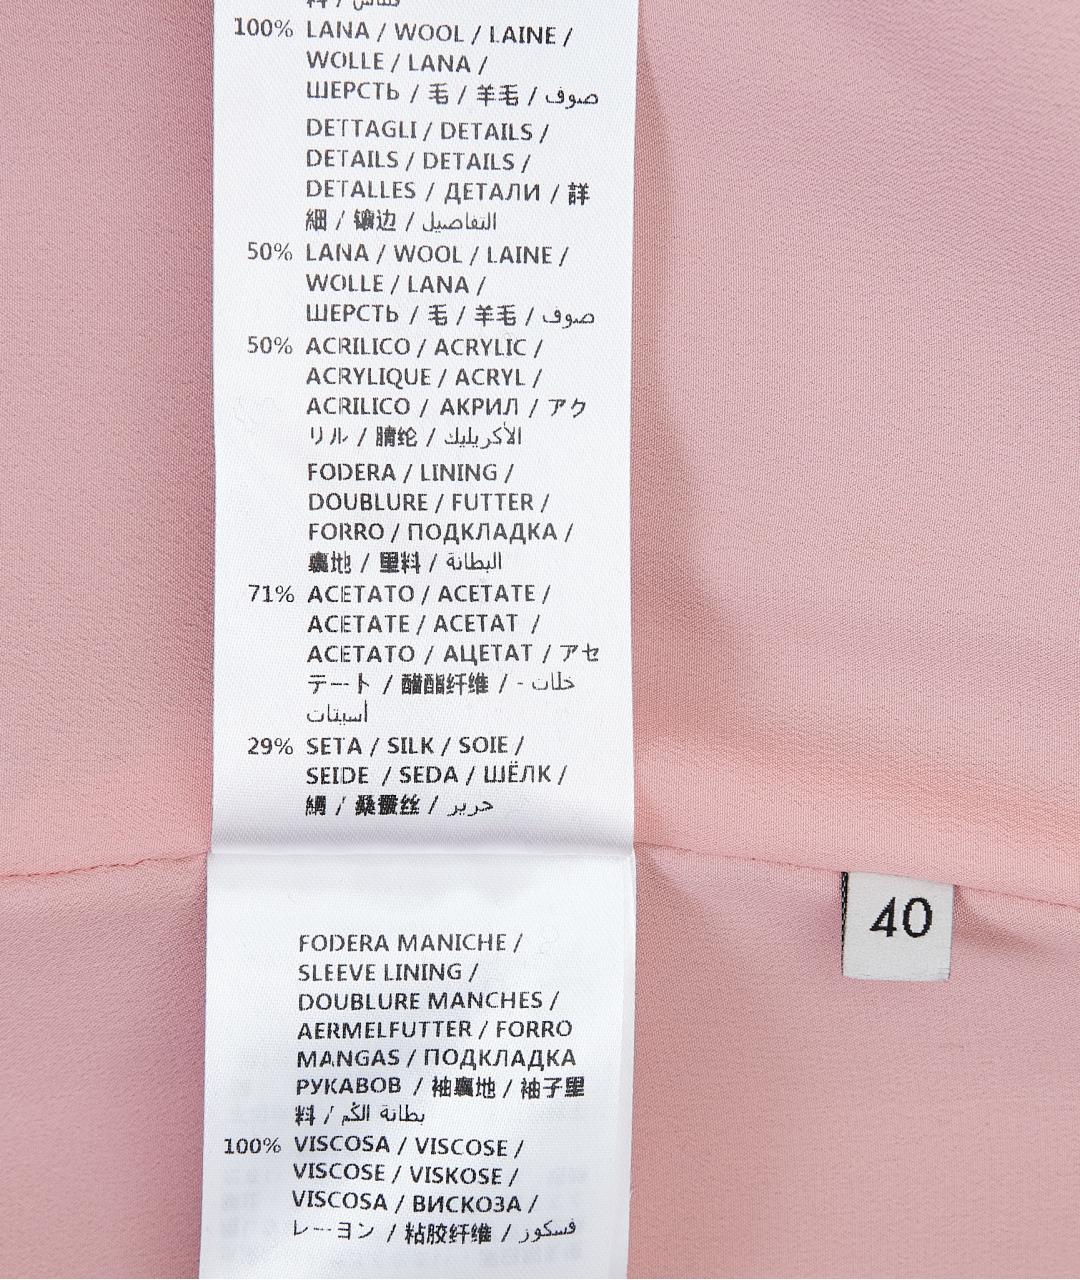 100% LANA / WOOL / LAINE /
WOLLE / LANA /
ШЕРСТЬ / 毛 / 羊毛 / صوف
DETTAGLI / DETAILS /
DETAILS / DETAILS /
DETALLES / ДЕТАЛИ / 詳
細 / 镶边 / التفاصيل
50% LANA / WOOL / LAINE /
WOLLE / LANA /
ШЕРСТЬ / 毛 / 羊毛 / صوف
50% ACRILICO / ACRYLIC /
ACRYLIQUE / ACRYL /
ACRILICO / АКРИЛ / アク
リル / 腈纶 / الأكريليك
FODERA / LINING /
DOUBLURE / FUTTER /
FORRO / ПОДКЛАДКА /
裏地 / 里料 / البطانة
71% ACETATO / ACETATE /
ACETATE / ACETAT /
ACETATO / АЦЕТАТ / アセ
テート / 醋酯纤维 / خلات -
أسيتات
29% SETA / SILK / SOIE /
SEIDE / SEDA / ШЁЛК /
絹 / 桑蚕丝 / حرير
FODERA MANICHE /
SLEEVE LINING /
DOUBLURE MANCHES /
AERMELFUTTER / FORRO
MANGAS / ПОДКЛАДКА
РУКАВОВ / 袖裏地 / 袖子里
料 / بطانة الكم
100% VISCOSA / VISCOSE /
VISCOSE / VISKOSE /
VISCOSA / ВИСКОЗА /
レーヨン / 粘胶纤维 / فسكوز
40